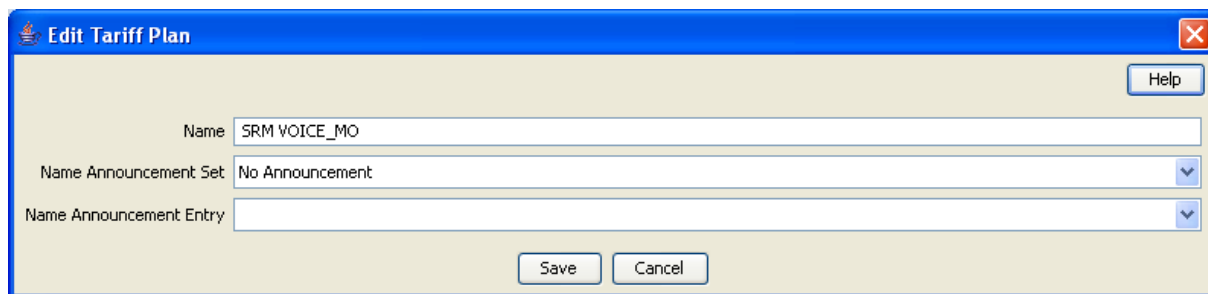 Edit Tariff Plan
Help
Name SRM VOICE_MO
Name Announcement Set No Announcement
Name Announcement Entry
Save Cancel